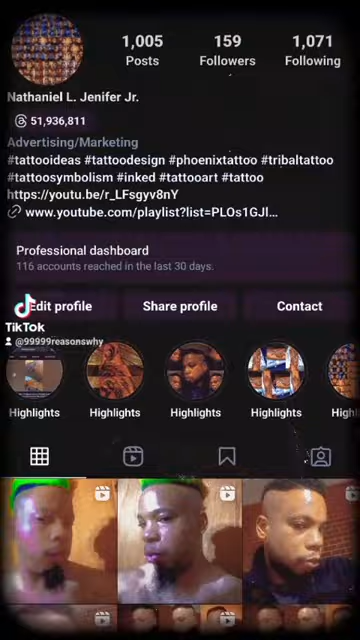 1,005 159 1,071
Posts Followers Following
Nathaniel L. Jenifer Jr.
51,936,811
Advertising/Marketing
#tattooideas #tattoodesign #phoenixtattoo #tribaltattoo
#tattoosymbolism #inked #tattooart #tattoo
https://youtu.be/r_LFsgyv8nY
www.youtube.com/playlist?list=PLOs1GJl...
Professional dashboard
116 accounts reached in the last 30 days.
Edit profile Share profile Contact
TikTok
@99999reasonswhy
Highlights Highlights Highlights Highlights Highl